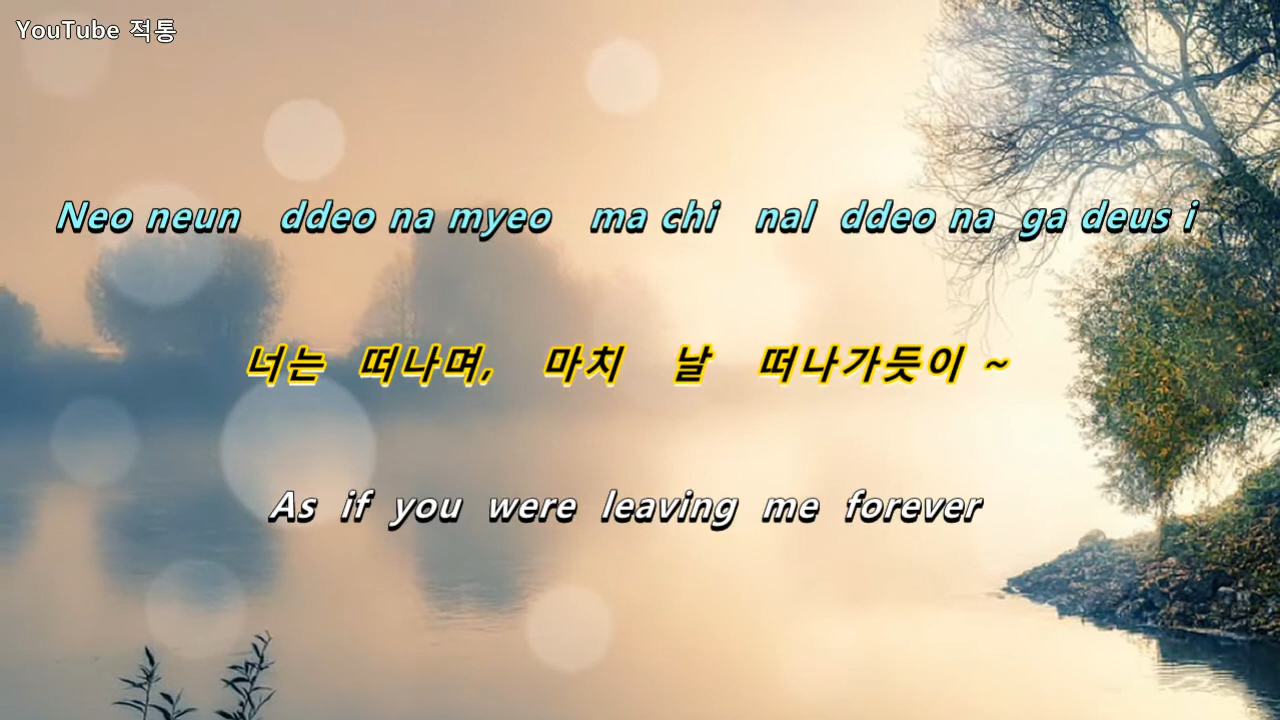 YouTube 적통
Neo neun ddeo na myeo ma chi nal ddeo na ga deus i
너는 떠나며, 마치 날 떠나가듯이 ~
As if you were leaving me forever